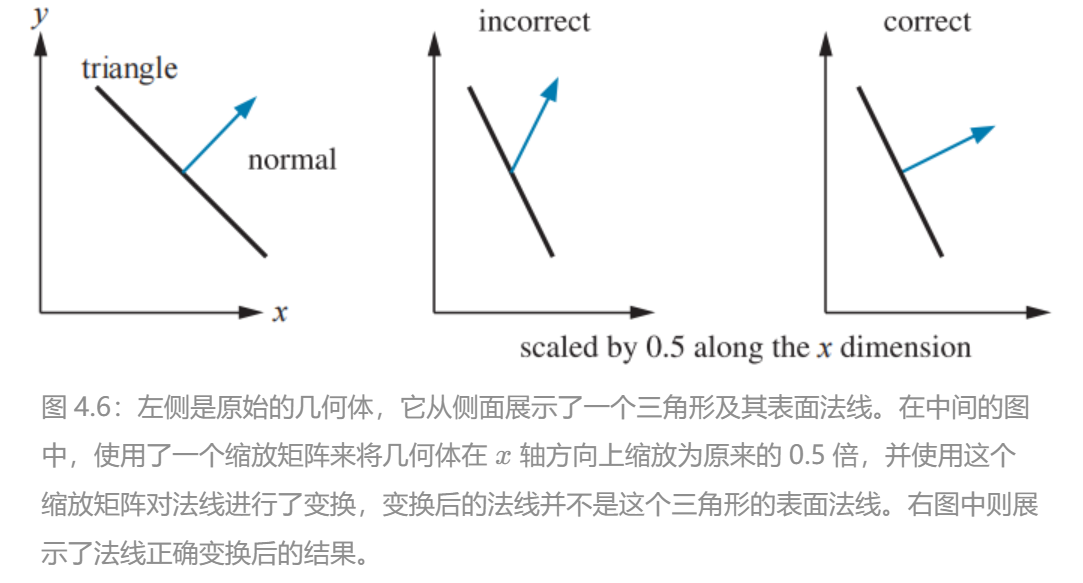 y
incorrect
correct
triangle
normal
x
scaled by 0.5 along the x dimension
图 4.6：左侧是原始的几何体，它从侧面展示了一个三角形及其表面法线。在中间的图
中，使用了一个缩放矩阵来将几何体在 x 轴方向上缩放为原来的 0.5 倍，并使用这个
缩放矩阵对法线进行了变换，变换后的法线并不是这个三角形的表面法线。右图中则展
示了法线正确变换后的结果。